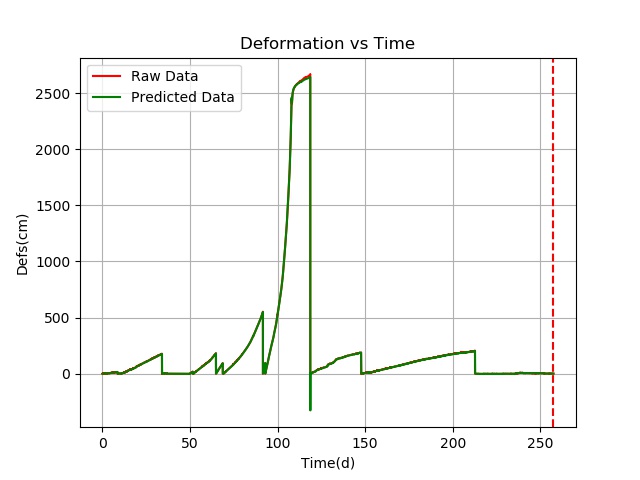 Deformation vs Time
Raw Data
Predicted Data
Defs(cm)
2500
2000
1500
1000
500
0
0 50 100 150 200 250
Time(d)